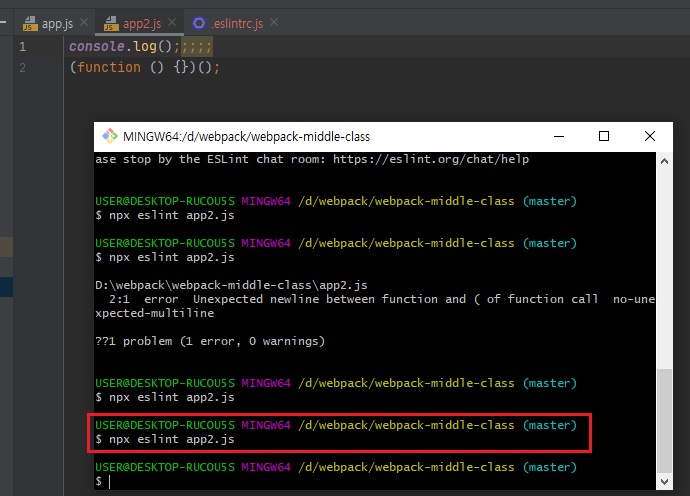 app.js
app2.js
.eslintrc.js
1 console.log();;;;;
2 (function () {})();
MINGW64:/d/webpack/webpack-middle-class
ase stop by the ESLint chat room: https://eslint.org/chat/help
USER@DESKTOP-RUCOU5S MINGW64 /d/webpack/webpack-middle-class (master)
$ npx eslint app2.js
USER@DESKTOP-RUCOU5S MINGW64 /d/webpack/webpack-middle-class (master)
$ npx eslint app2.js
D:\webpack\webpack-middle-class\app2.js
2:1 error Unexpected newline between function and ( of function call no-une
xpected-multiline
??1 problem (1 error, 0 warnings)
USER@DESKTOP-RUCOU5S MINGW64 /d/webpack/webpack-middle-class (master)
$ npx eslint app2.js
USER@DESKTOP-RUCOU5S MINGW64 /d/webpack/webpack-middle-class (master)
$ npx eslint app2.js
USER@DESKTOP-RUCOU5S MINGW64 /d/webpack/webpack-middle-class (master)
$